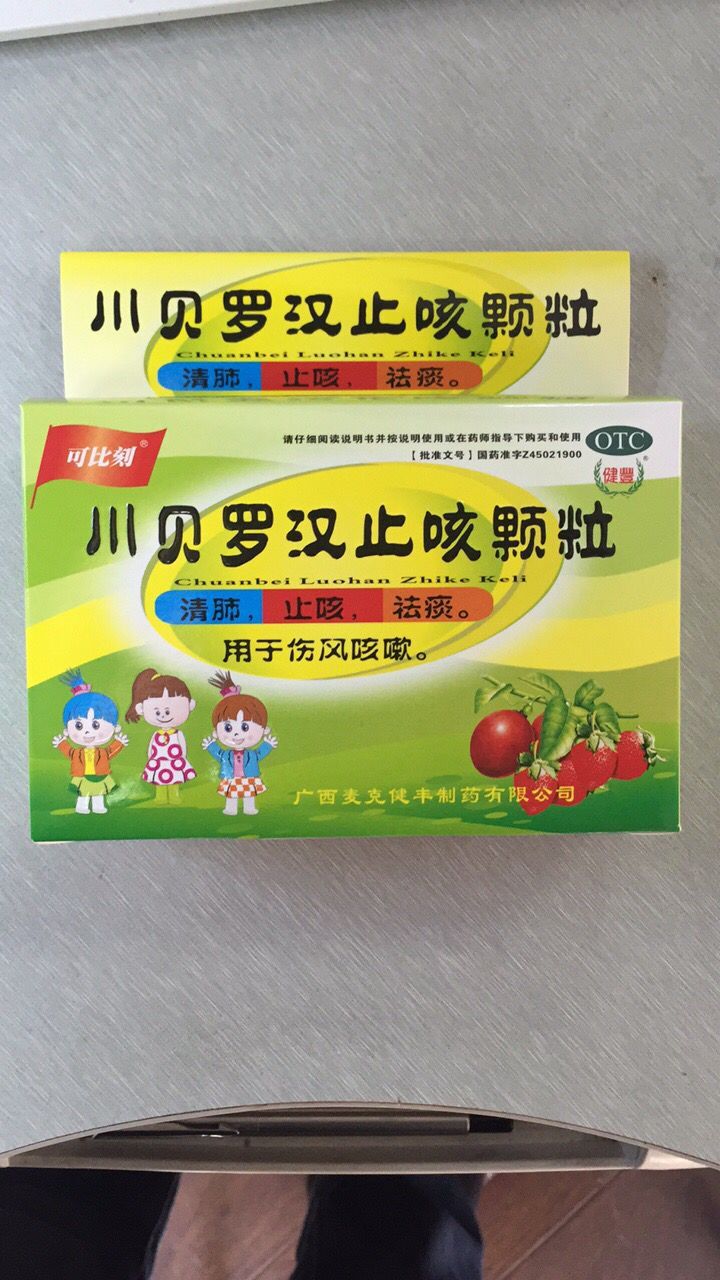 川贝罗汉止咳颗粒
Chuanbei Luohan Zhike Keli
清肺，止咳，祛痰。
可比刻®
请仔细阅读说明书并按说明使用或在药师指导下购买和使用
【批准文号】国药准字Z45021900
OTC
健豐®
川贝罗汉止咳颗粒
Chuanbei Luohan Zhike Keli
清肺，止咳，祛痰。
用于伤风咳嗽。
广西麦克健丰制药有限公司